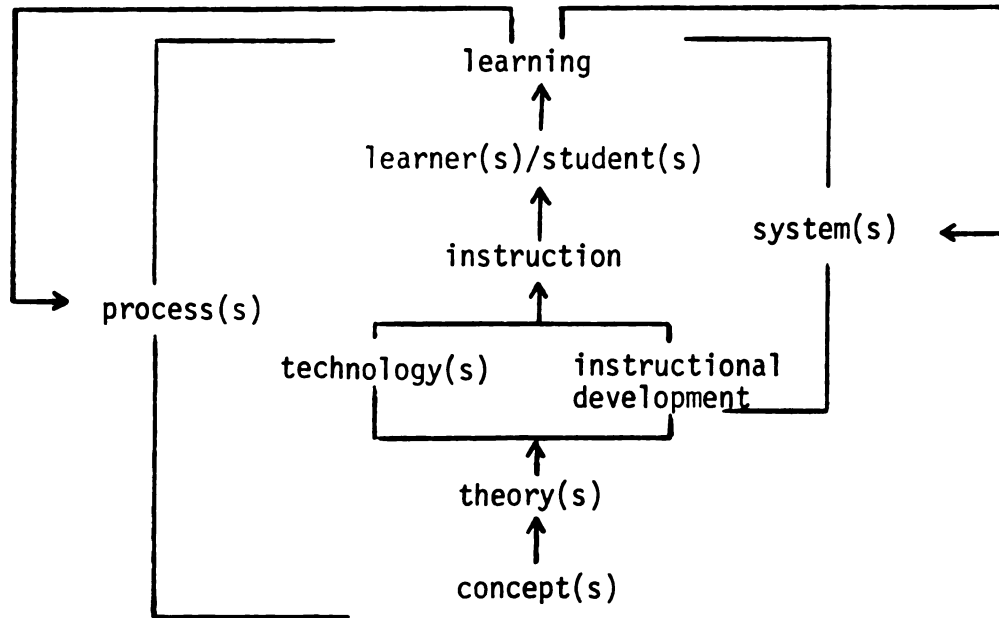 learning
learner(s)/student(s)
system(s)
instruction
process(s)
technology(s)
instructional
development
theory(s)
concept(s)